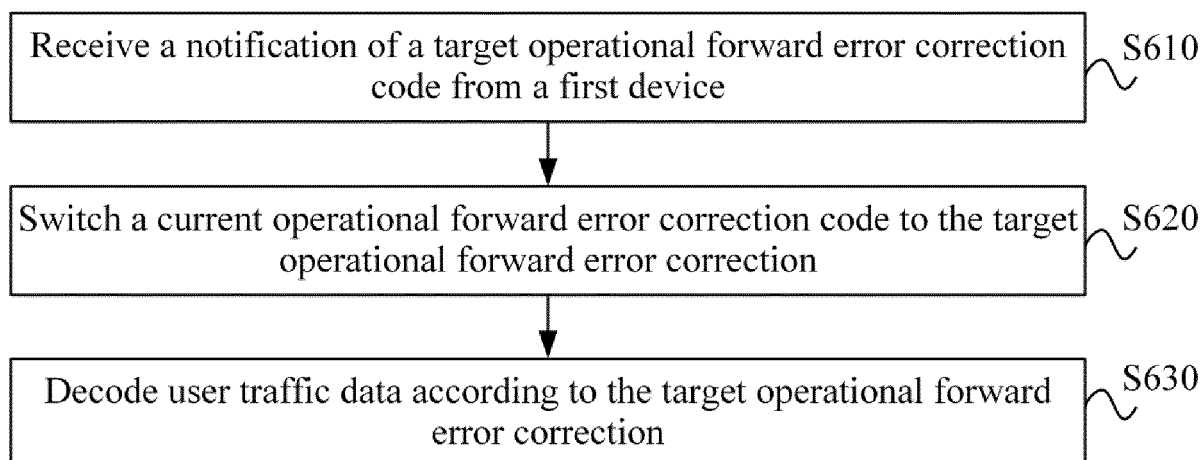 Receive a notification of a target operational forward error correction
code from a first device
S610
Switch a current operational forward error correction code to the target
operational forward error correction
S620
Decode user traffic data according to the target operational forward
error correction
S630